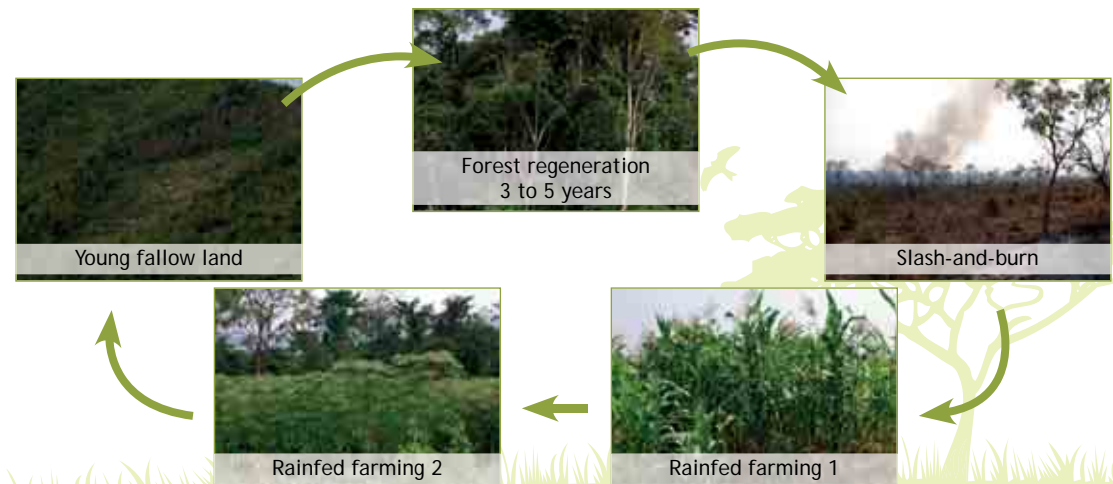 Forest regeneration
3 to 5 years
Young fallow land
Slash-and-burn
Rainfed farming 2
Rainfed farming 1